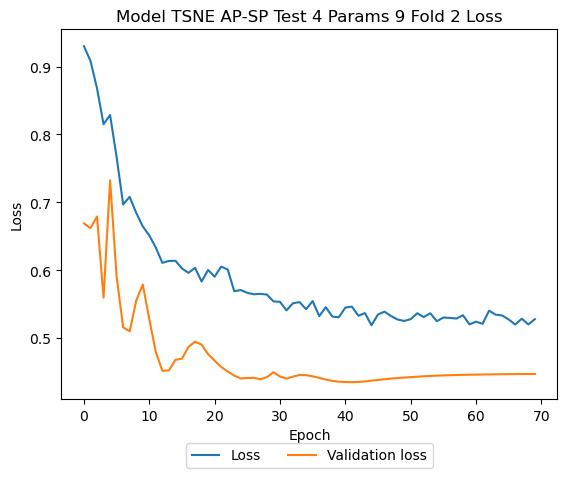 Model TSNE AP-SP Test 4 Params 9 Fold 2 Loss
0.9
0.8
0.7
0.6
0.5
Loss
0 10 20 30 40 50 60 70
Epoch
Loss Validation loss